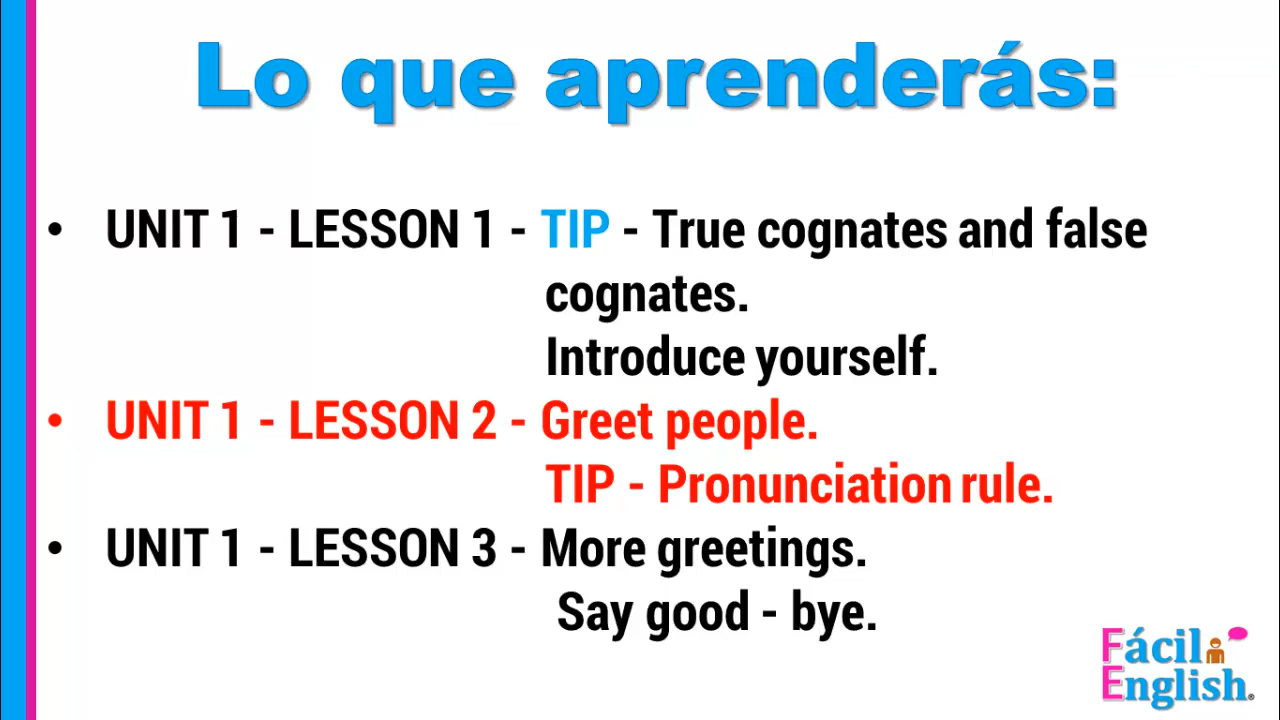 Lo que aprenderás:
• UNIT 1 - LESSON 1 - TIP - True cognates and false
cognates.
Introduce yourself.
• UNIT 1 - LESSON 2 - Greet people.
TIP - Pronunciation rule.
• UNIT 1 - LESSON 3 - More greetings.
Say good - bye.
Fácil
English®